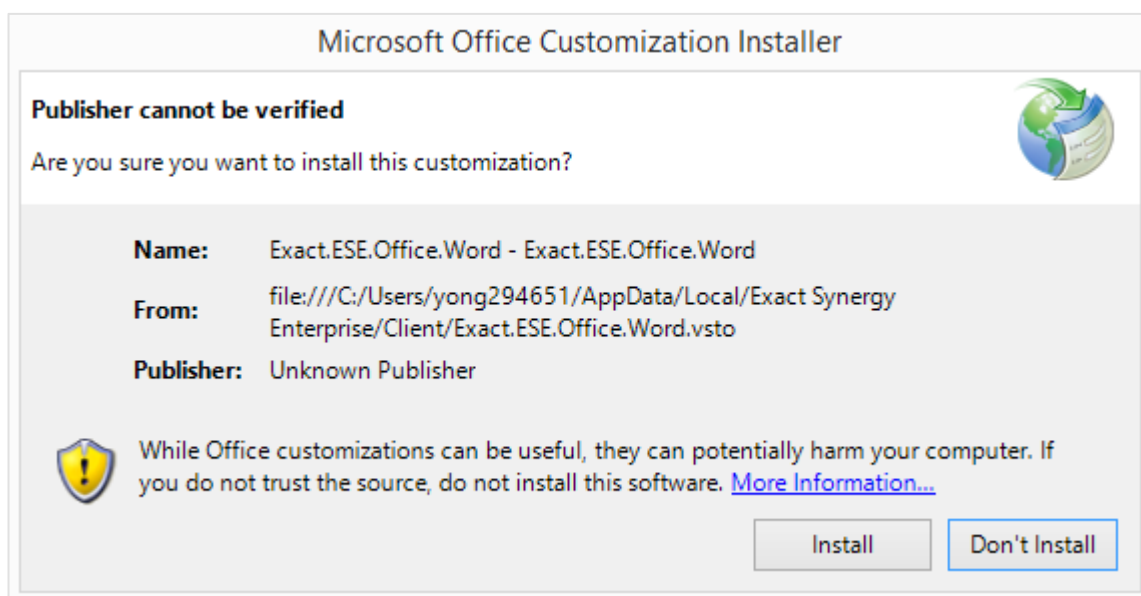 Microsoft Office Customization Installer
Publisher cannot be verified
Are you sure you want to install this customization?
Name: Exact.ESE.Office.Word - Exact.ESE.Office.Word
From: file:///C:/Users/yong294651/AppData/Local/Exact Synergy
Enterprise/Client/Exact.ESE.Office.Word.vsto
Publisher: Unknown Publisher
While Office customizations can be useful, they can potentially harm your computer. If
you do not trust the source, do not install this software. More Information...
Install Don't Install